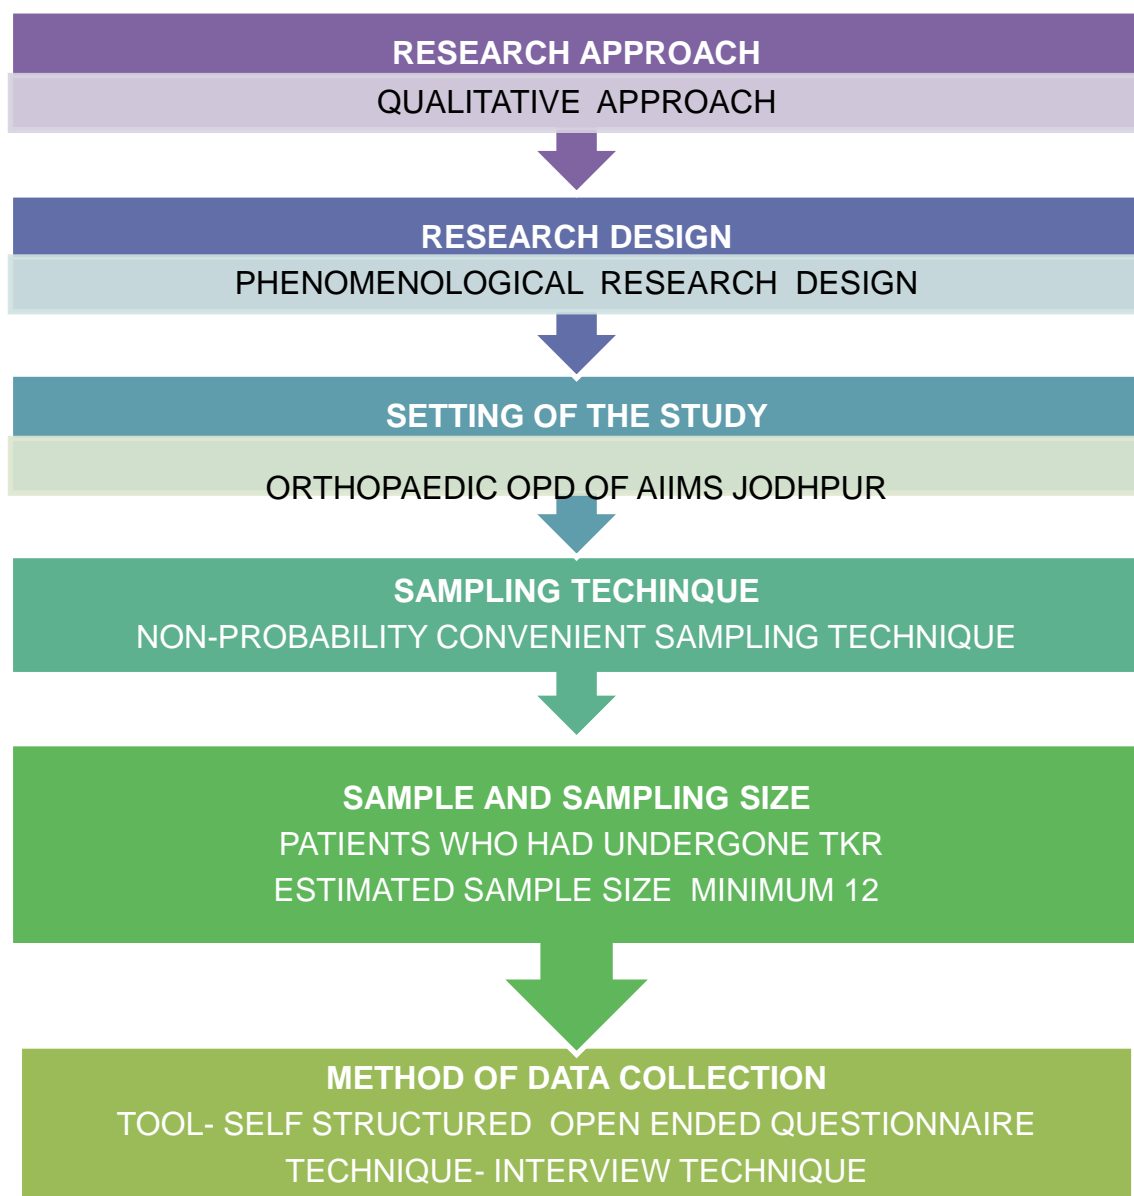 RESEARCH APPROACH
QUALITATIVE APPROACH
RESEARCH DESIGN
PHENOMENOLOGICAL RESEARCH DESIGN
SETTING OF THE STUDY
ORTHOPAEDIC OPD OF AIIMS JODHPUR
SAMPLING TECHINQUE
NON-PROBABILITY CONVENIENT SAMPLING TECHNIQUE
SAMPLE AND SAMPLING SIZE
PATIENTS WHO HAD UNDERGONE TKR
ESTIMATED SAMPLE SIZE MINIMUM 12
METHOD OF DATA COLLECTION
TOOL- SELF STRUCTURED OPEN ENDED QUESTIONNAIRE
TECHNIQUE- INTERVIEW TECHNIQUE